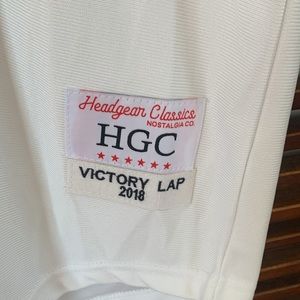 Headgear Classics
NOSTALGIA CO.
HGC
VICTORY LAP
2018